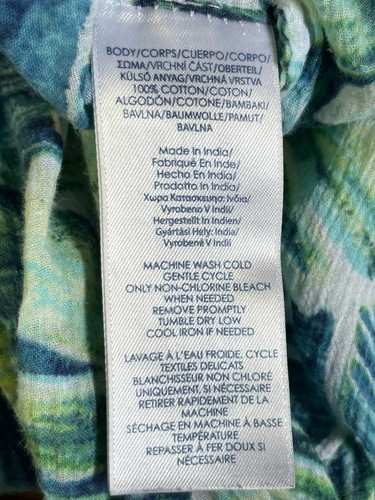 BODY/CORPS/CUERPO/CORPO/
ΣΩΜΑ/VRCHNÍ ČÁST/OBERTEIL/
KÜLSŐ ANYAG/VRCHNÁ VRSTVA
100% COTTON/COTON/
ALGODÓN/COTONE/BAMBAKI/
BAVLNA/BAUMWOLLE/PAMUT/
BAVLNA
Made In India/
Fabriqué En Inde/
Hecho En India/
Prodotto In India/
Χωρα Κατασκευησ: Ινδια/
Vyrobeno V Indii/
Hergestellt In Indien/
Gyártási Hely: India/
Vyrobené V Indii
MACHINE WASH COLD
GENTLE CYCLE
ONLY NON-CHLORINE BLEACH
WHEN NEEDED
REMOVE PROMPTLY
TUMBLE DRY LOW
COOL IRON IF NEEDED
LAVAGE À L'EAU FROIDE, CYCLE
TEXTILES DELICATS
BLANCHISSEUR NON CHLORÉ
UNIQUEMENT, SI NÉCESSAIRE
RETIRER RAPIDEMENT DE LA
MACHINE
SÉCHAGE EN MACHINE À BASSE
TEMPÉRATURE
REPASSER À FER DOUX SI
NÉCESSAIRE